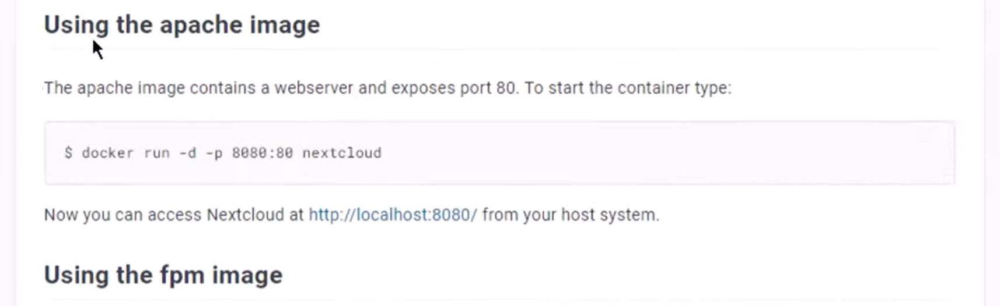 Using the apache image
The apache image contains a webserver and exposes port 80. To start the container type:
$ docker run -d -p 8080:80 nextcloud
Now you can access Nextcloud at http://localhost:8080/ from your host system.
Using the fpm image